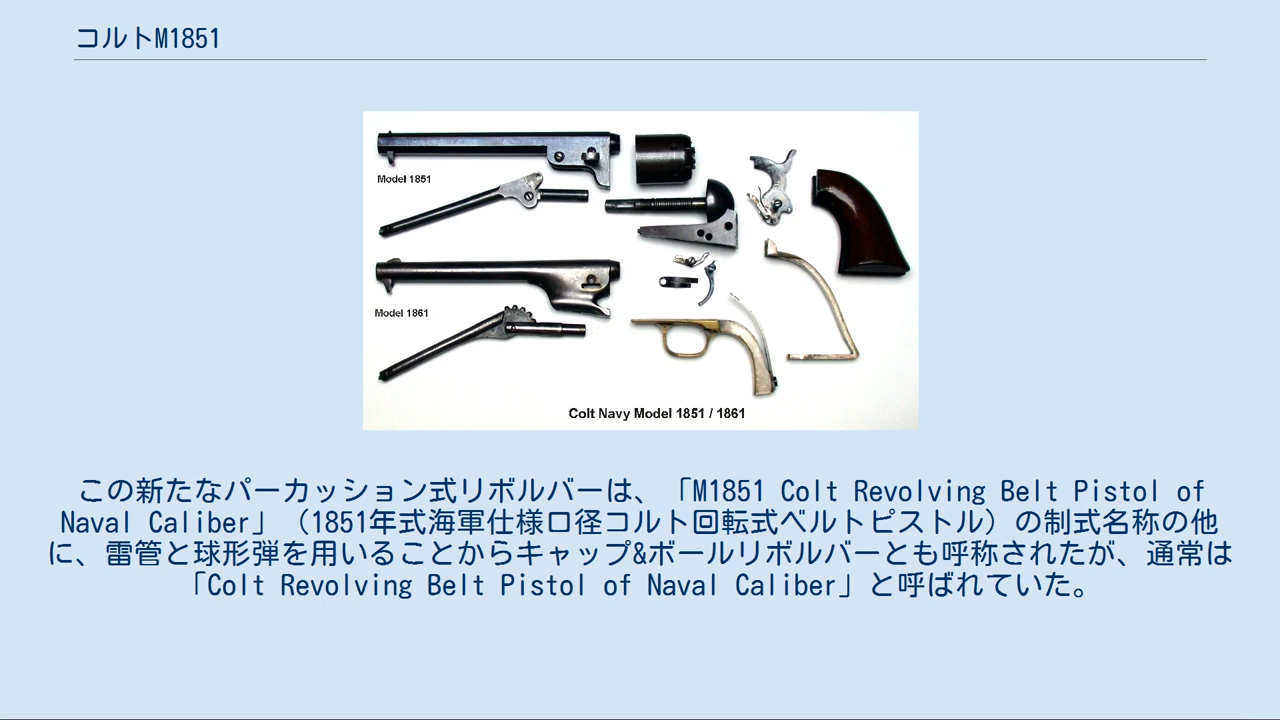 コルトM1851
Model 1851
Model 1861
Colt Navy Model 1851 / 1861
この新たなパーカッション式リボルバーは、「M1851 Colt Revolving Belt Pistol of
Naval Caliber」（1851年式海軍仕様口径コルト回転式ベルトピストル）の制式名称の他
に、雷管と球形弾を用いることからキャップ&ボールリボルバーとも呼称されたが、通常は
「Colt Revolving Belt Pistol of Naval Caliber」と呼ばれていた。